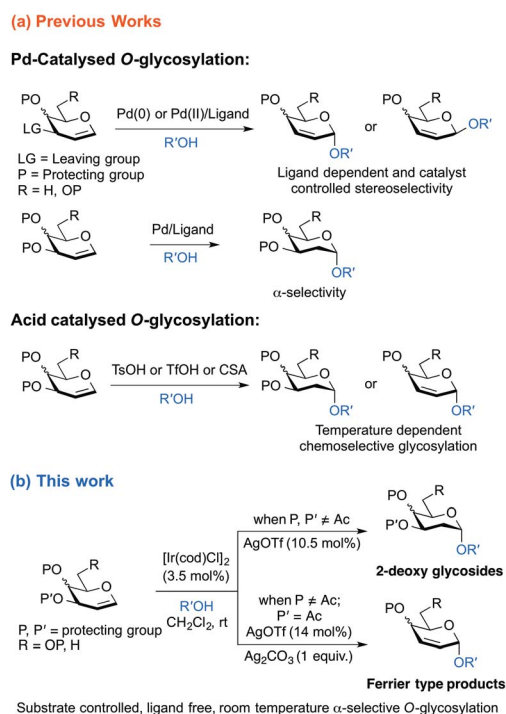 (a) Previous Works
Pd-Catalysed O-glycosylation:
PO R O LG
Pd(0) or Pd(II)/Ligand
R′OH
PO R O OR′
or
PO R O OR′
LG = Leaving group
P = Protecting group
R = H, OP
Ligand dependent and catalyst
controlled stereoselectivity
PO R O PO
Pd/Ligand
R′OH
PO R O PO OR′
α-selectivity
Acid catalysed O-glycosylation:
PO R O PO
TsOH or TfOH or CSA
R′OH
PO R O PO OR′
or
PO R O OR′
Temperature dependent
chemoselective glycosylation
(b) This work
PO R O P′O
P, P′ = protecting group
R = OP, H
[Ir(cod)Cl]2
(3.5 mol%)
R′OH
CH2Cl2, rt
when P, P′ ≠ Ac
AgOTf (10.5 mol%)
PO R O P′O OR′
2-deoxy glycosides
when P ≠ Ac;
P′ = Ac
AgOTf (14 mol%)
Ag2CO3 (1 equiv.)
PO R O OR′
Ferrier type products
Substrate controlled, ligand free, room temperature α-selective O-glycosylation